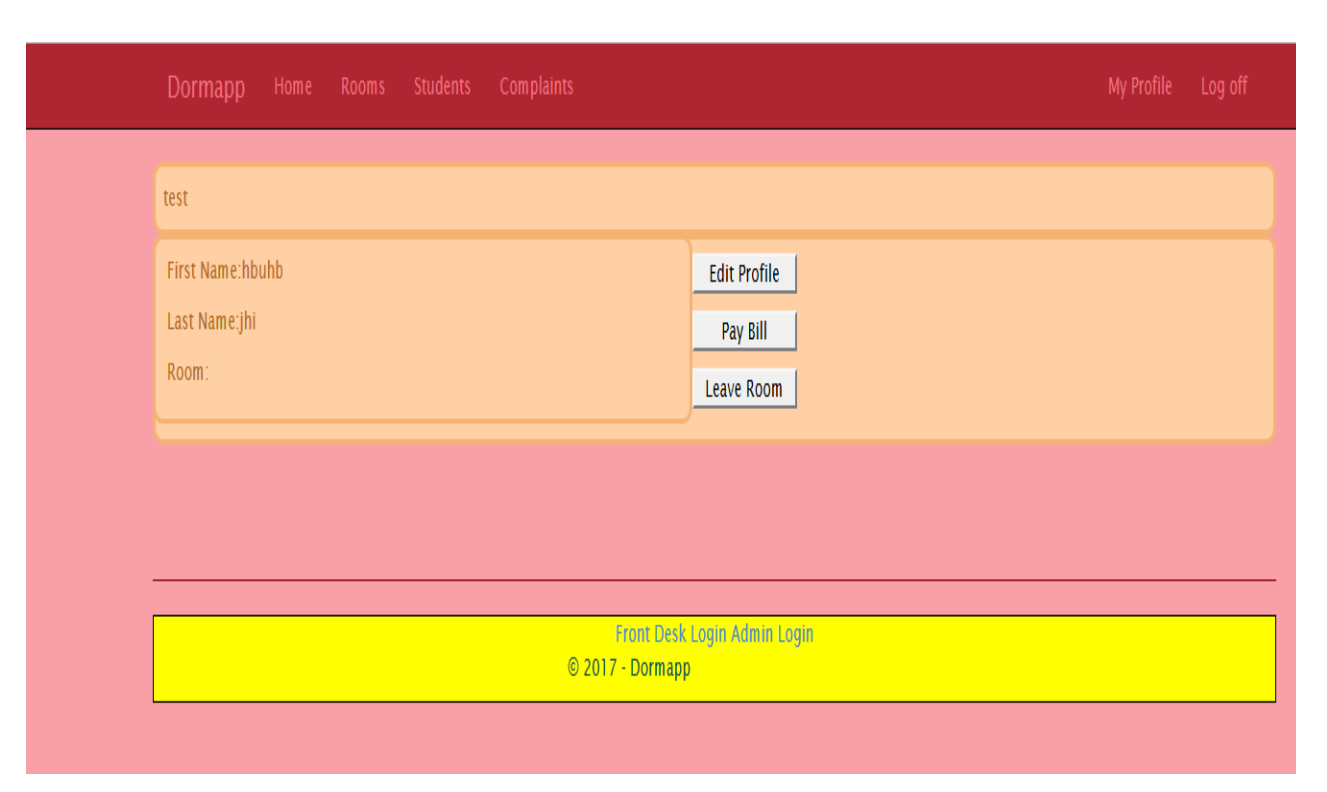 Dormapp Home Rooms Students Complaints My Profile Log off
test
First Name:hbuhb
Last Name:jhi
Room:
Edit Profile
Pay Bill
Leave Room
Front Desk Login Admin Login
© 2017 - Dormapp